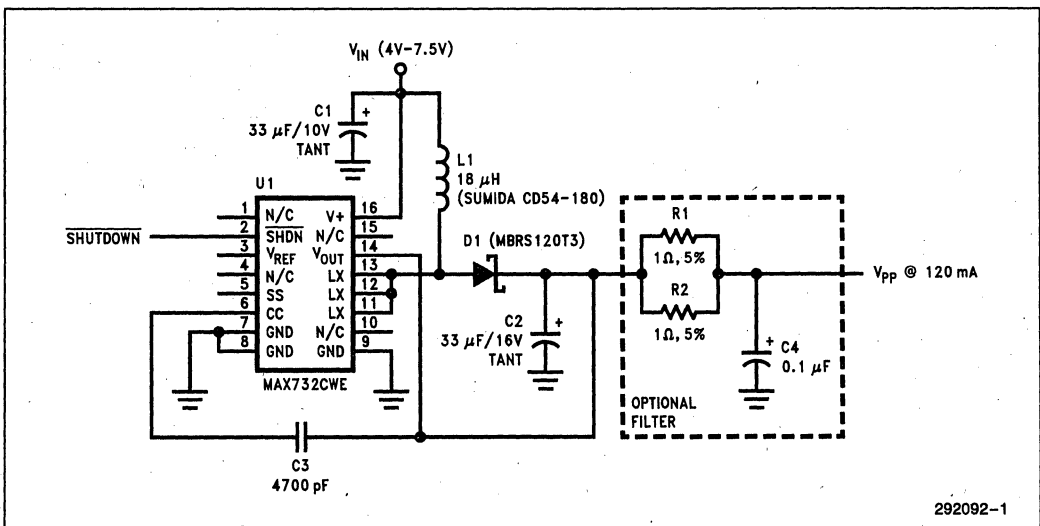 V_IN (4V–7.5V)
C1
33 µF/10V
TANT
+
L1
18 µH
(SUMIDA CD54-180)
U1
1 N/C
2 S̅H̅D̅N̅
3 V_REF
4 N/C
5 SS
6 CC
7 GND
8 GND
V+ 16
N/C 15
V_OUT 14
LX 13
LX 12
LX 11
N/C 10
GND 9
MAX732CWE
S̅H̅U̅T̅D̅O̅W̅N̅
D1 (MBRS120T3)
C2
33 µF/16V
TANT
+
R1
1Ω, 5%
R2
1Ω, 5%
V_PP @ 120 mA
+
C4
0.1 µF
OPTIONAL
FILTER
C3
4700 pF
292092–1